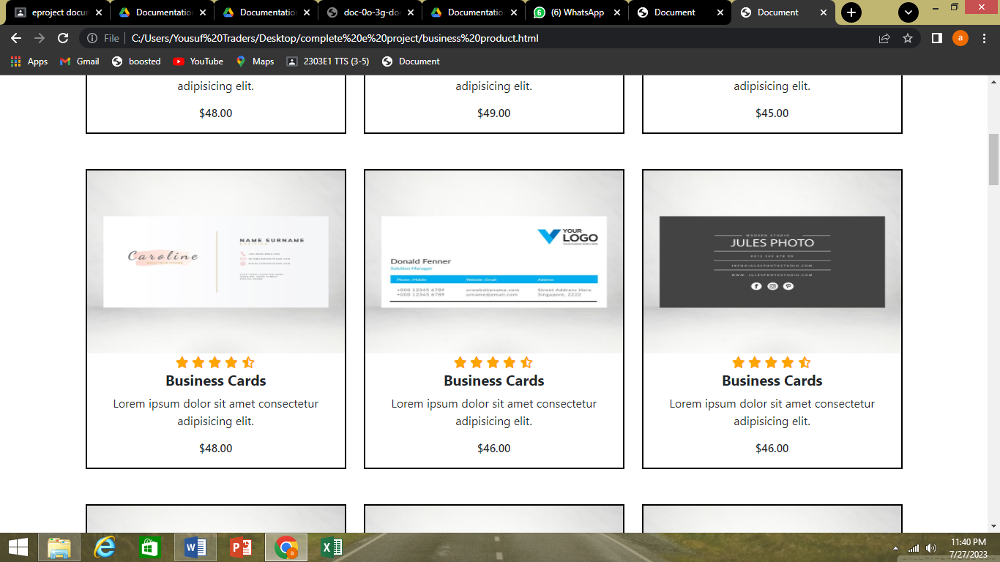 eproject docum
Documentatio
Documentatio
doc-0o-3g-doc
Documentatio
(6) WhatsApp
Document
Document
File
C:/Users/Yousuf%20Traders/Desktop/complete%20e%20project/business%20product.html
a
Apps
Gmail
boosted
YouTube
Maps
2303E1 TTS (3-5)
Document
adipisicing elit.
$48.00
adipisicing elit.
$49.00
adipisicing elit.
$45.00
Caroline
NAME SURNAME
Business Cards
Lorem ipsum dolor sit amet consectetur
adipisicing elit.
$48.00
YOUR
LOGO
Donald Fenner
Solution Manager
Phone : Mobile
Website : Email
Address
+000 12345 6789
urwebsitename.com
Street Address Here
+000 12345 6789
urname@email.com
Singapore, 2222
Business Cards
Lorem ipsum dolor sit amet consectetur
adipisicing elit.
$46.00
MODERN STUDIO
JULES PHOTO
INFO@JULESPHOTOSTUDIO.COM
WWW. JULESPHOTOSTUDIO.COM
Business Cards
Lorem ipsum dolor sit amet consectetur
adipisicing elit.
$46.00
11:40 PM
7/27/2023